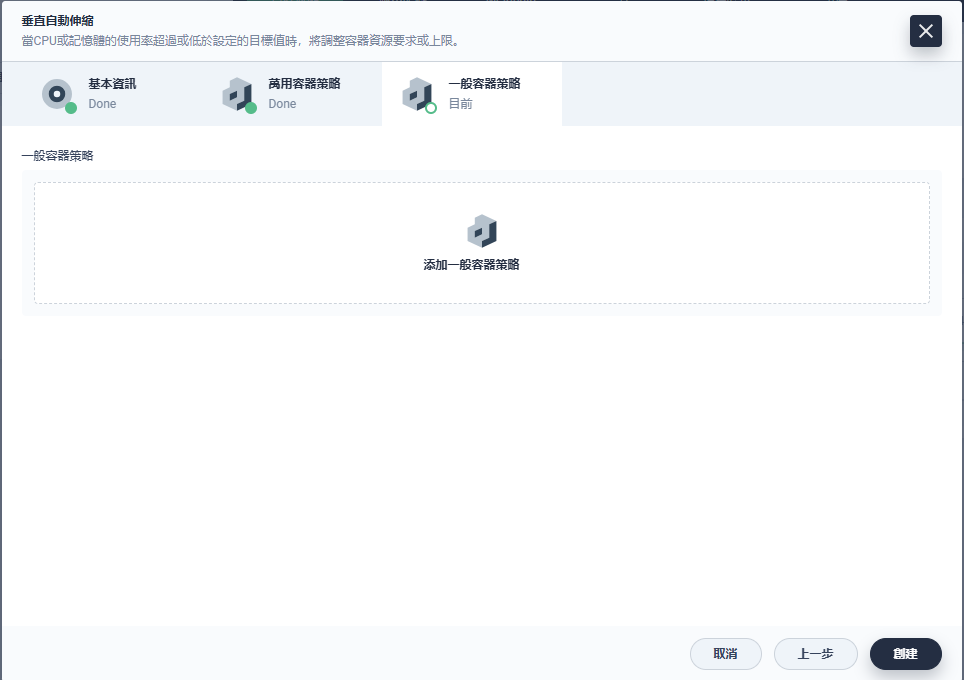 垂直自動伸縮
當CPU或記憶體的使用率超過或低於設定的目標值時，將調整容器資源要求或上限。
基本資訊
Done
萬用容器策略
Done
一般容器策略
目前
一般容器策略
添加一般容器策略
取消
上一步
創建